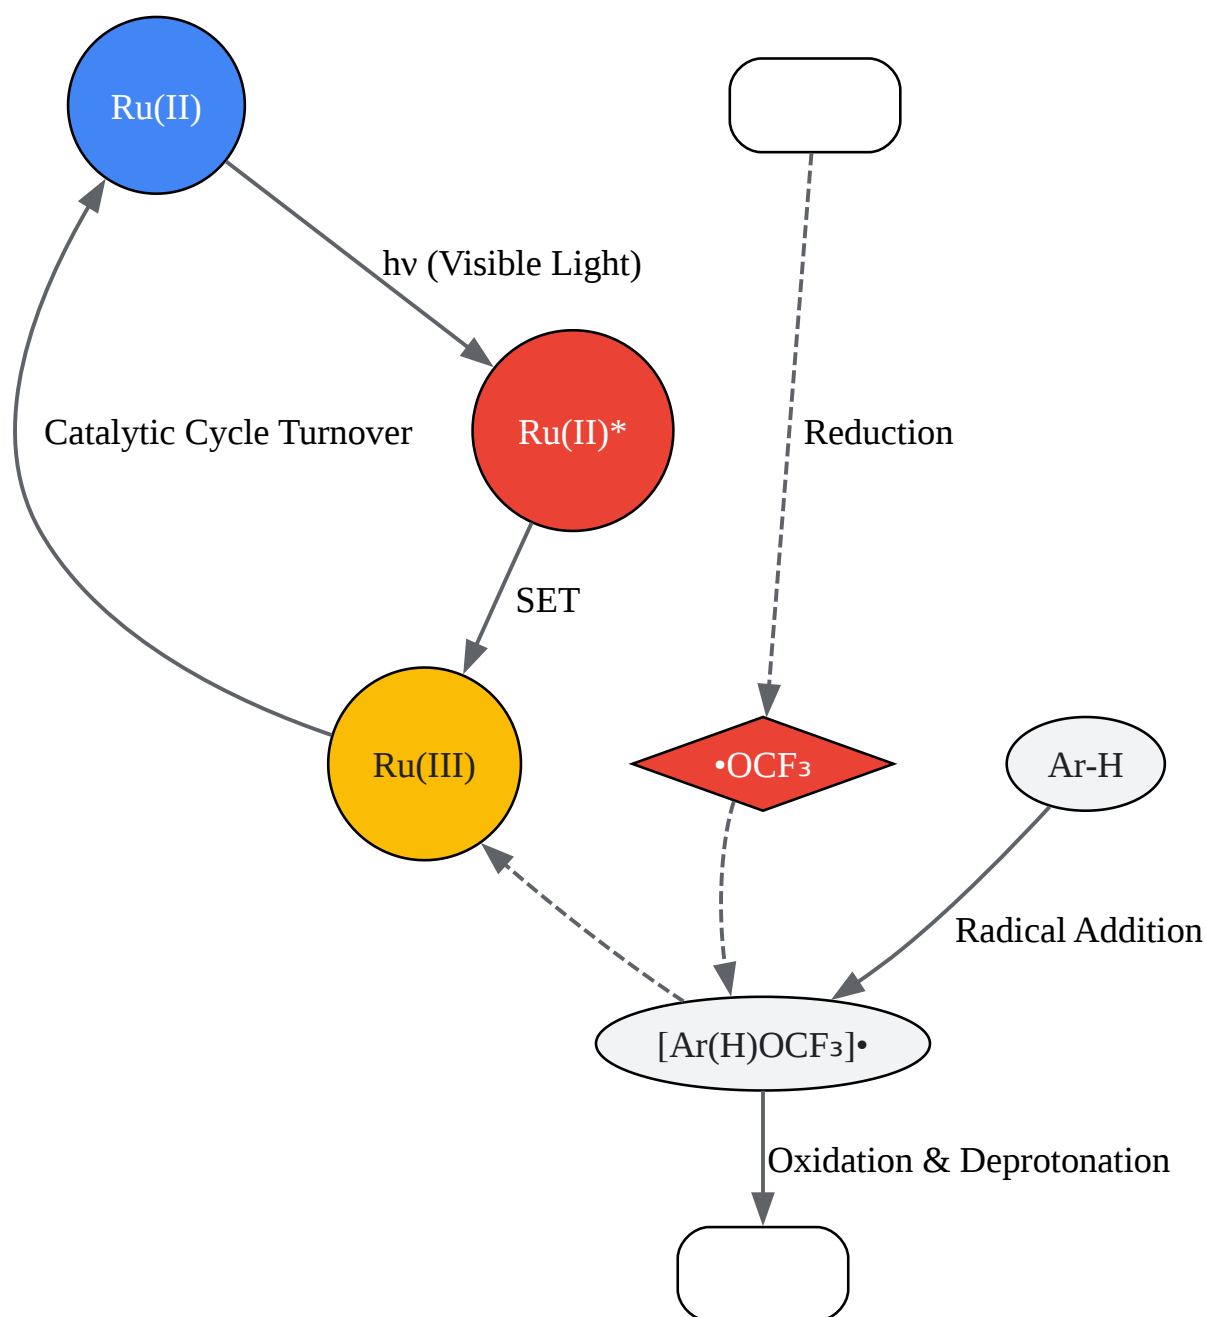 Ru(II)
hν (Visible Light)
Catalytic Cycle Turnover
Ru(II)*
Reduction
SET
Ru(III)
•OCF₃
Ar-H
Radical Addition
[Ar(H)OCF₃]•
Oxidation & Deprotonation